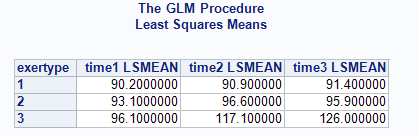 The GLM Procedure
Least Squares Means
exertype time1 LSMEAN time2 LSMEAN time3 LSMEAN
1 90.2000000 90.900000 91.400000
2 93.1000000 96.600000 95.900000
3 96.1000000 117.100000 126.000000